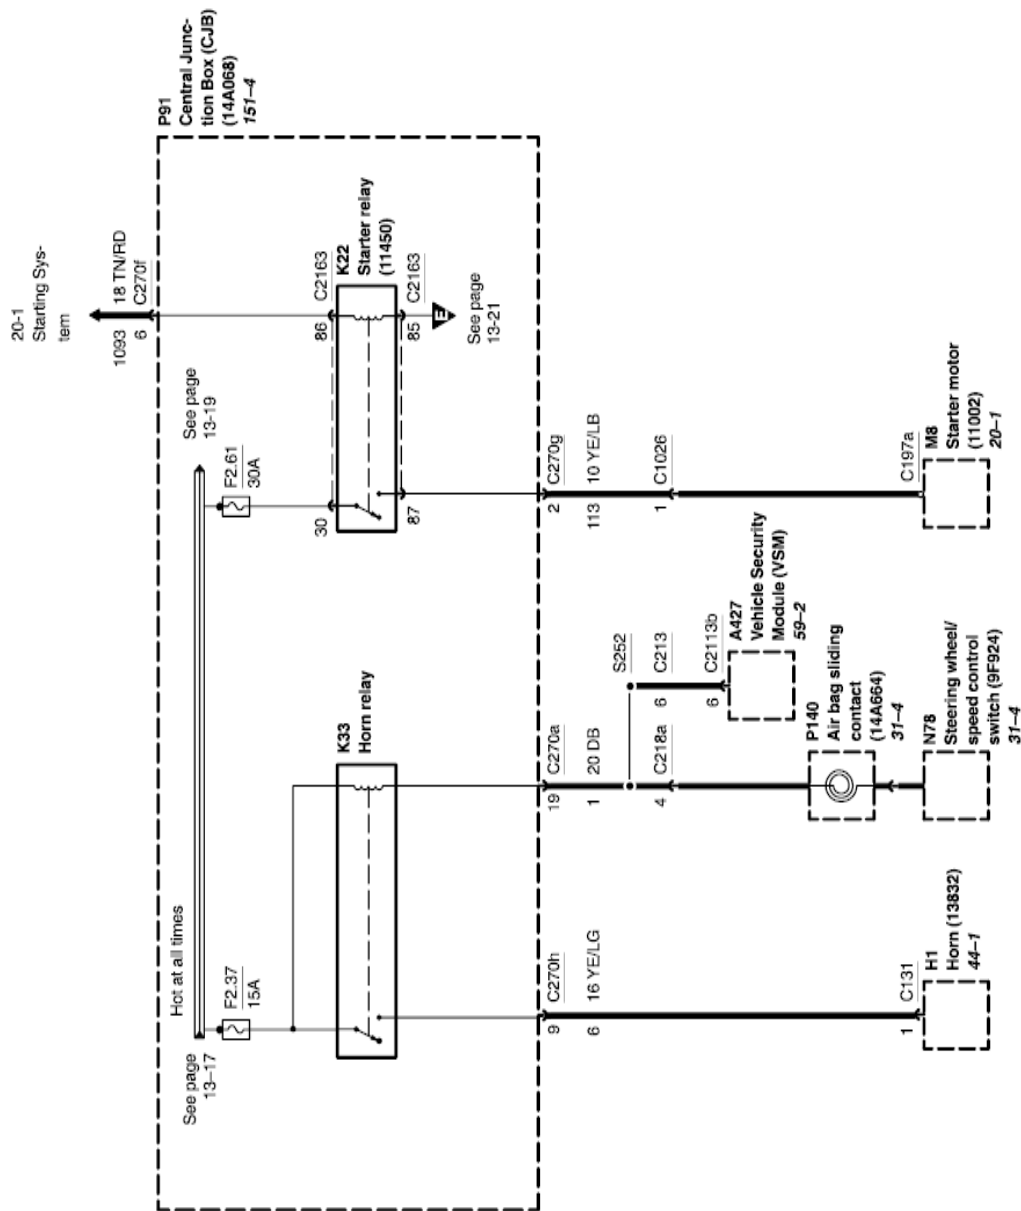 P91
Central Junc-
tion Box (CJB)
(14A068)
151–4
20-1
Starting Sys-
tem
1093
18 TN/RD
6
C270f
Hot at all times
See page
13–17
See page
13-19
F2.37
15A
F2.61
30A
K33
Horn relay
K22
Starter relay
(11450)
86
C2163
85
C2163
30
87
E
See page
13-21
9
C270h
6
16 YE/LG
1
C131
H1
Horn (13832)
44–1
19
C270a
1
20 DB
S252
4
C218a
6
C213
6
C2113b
A427
Vehicle Security
Module (VSM)
59–2
P140
Air bag sliding
contact
(14A664)
31–4
N78
Steering wheel/
speed control
switch (9F924)
31–4
2
C270g
113
10 YE/LB
1
C1026
C197a
M8
Starter motor
(11002)
20–1